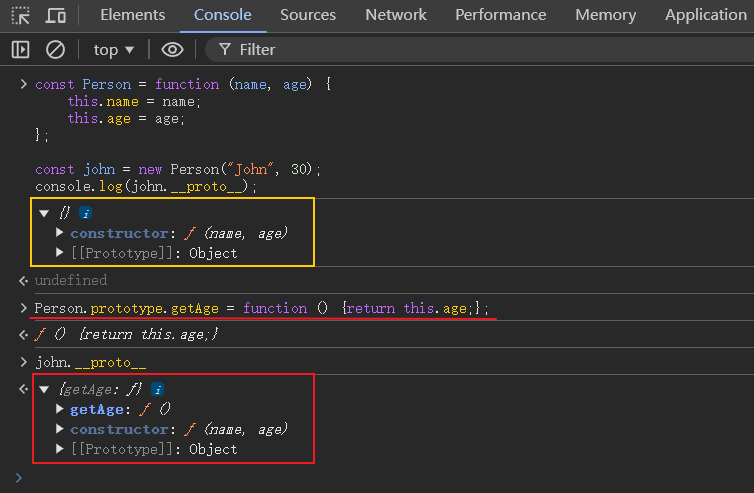 Elements Console Sources Network Performance Memory Application
top ▼ Filter
> const Person = function (name, age) {
this.name = name;
this.age = age;
};
const john = new Person("John", 30);
console.log(john.__proto__);
▼ {} i
▶ constructor: ƒ (name, age)
▶ [[Prototype]]: Object
undefined
> Person.prototype.getAge = function () {return this.age;};
ƒ () {return this.age;}
> john.__proto__
▼ {getAge: ƒ} i
▶ getAge: ƒ ()
▶ constructor: ƒ (name, age)
▶ [[Prototype]]: Object
>